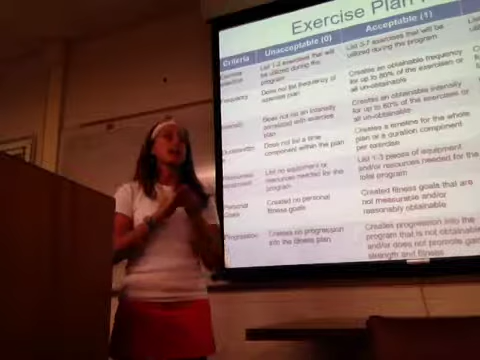 Exercise Plan
Criteria
Unacceptable (0)
Acceptable (1)
List 1-2 exercises that will
be utilized during the
program
List 3-7 exercises that will be
utilized during the program
Frequency
Does not list frequency of
exercise plan
Creates an obtainable frequency
for up to 80% of the exercises or
all un-obtainable
Does not list an intensity
associated with exercise
plan
Creates an obtainable intensity
for up to 80% of the exercises or
all un-obtainable
Does not list a time
component within the plan
Creates a timeline for the whole
plan or a duration component
per exercise
List no equipment or
resources needed for the
program
List 1-3 pieces of equipment
and/or resources needed for the
total program
Personal
Goals
Created no personal
fitness goals
Created fitness goals that are
not measurable and/or
reasonably obtainable
Progression
Creates no progression
into the fitness plan
Creates progression into the
program that is not obtainable
and/or does not promote
strength and fitness